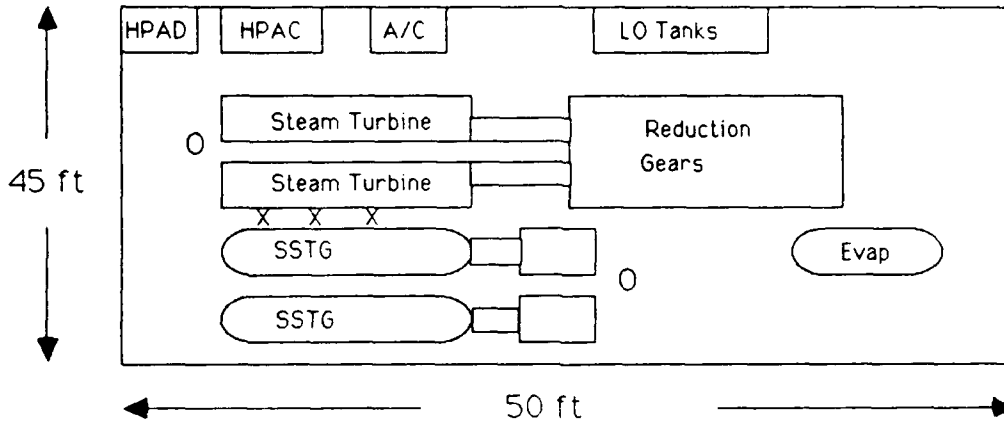 HPAD
HPAC
A/C
LO Tanks
Steam Turbine
Reduction
Gears
O
Steam Turbine
45 ft
X X X
SSTG
Evap
O
SSTG
50 ft